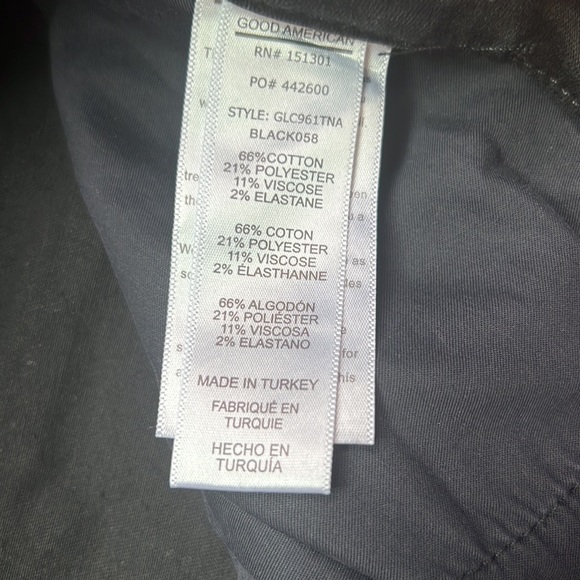 GOOD AMERICAN
RN# 151301
PO# 442600
STYLE: GLC961TNA
BLACK058
66%COTTON
21% POLYESTER
11% VISCOSE
2% ELASTANE
66% COTON
21% POLYESTER
11% VISCOSE
2% ÉLASTHANNE
66% ALGODÓN
21% POLIÉSTER
11% VISCOSA
2% ELASTANO
MADE IN TURKEY
FABRIQUÉ EN
TURQUIE
HECHO EN
TURQUÍA
as
for